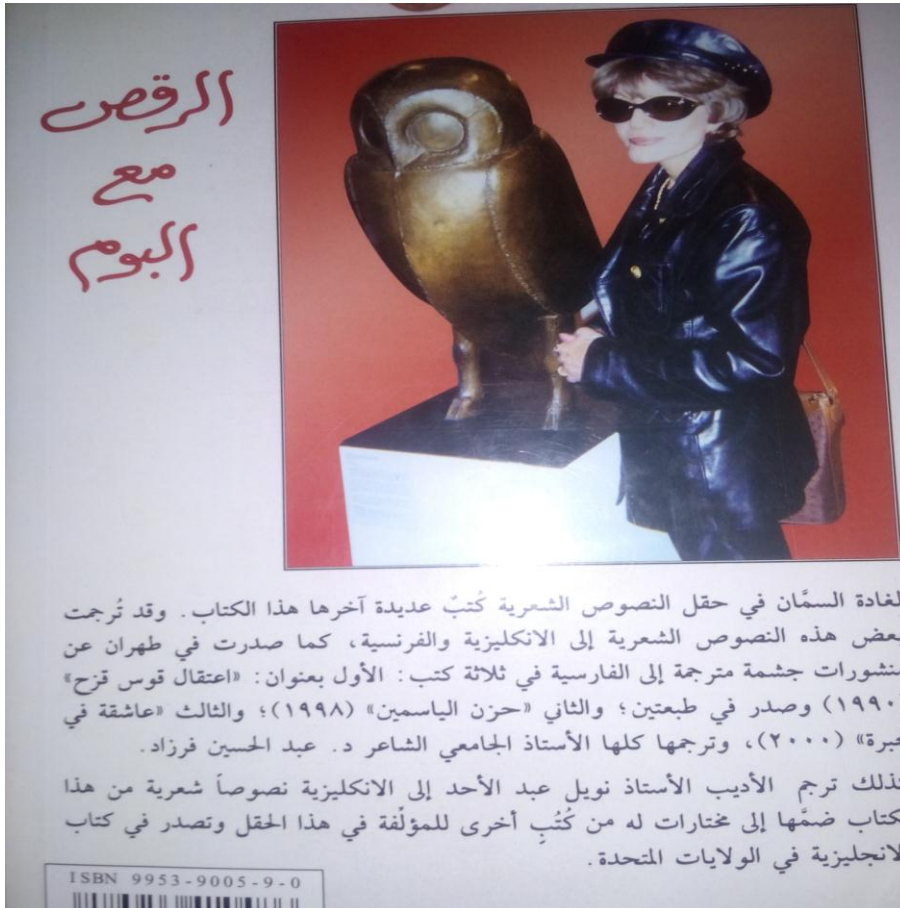 الرقص
مع
البوم
لغادة السمَّان في حقل النصوص الشعرية كُتبٌ عديدة آخرها هذا الكتاب. وقد تُرجمت
بعض هذه النصوص الشعرية إلى الانكليزية والفرنسية، كما صدرت في طهران عن
منشورات جشمة مترجمة إلى الفارسية في ثلاثة كتب: الأول بعنوان: «اعتقال قوس قزح»
(١٩٩٠) وصدر في طبعتين؛ والثاني «حزن الياسمين» (١٩٩٨)؛ والثالث «عاشقة في
محبرة» (٢٠٠٠)، وترجمها كلها الأستاذ الجامعي الشاعر د. عبد الحسين فرزاد.
كذلك ترجم الأديب الأستاذ نويل عبد الأحد إلى الانكليزية نصوصاً شعرية من هذا
الكتاب ضمَّها إلى مختارات له من كُتُبٍ أخرى للمؤلّفة في هذا الحقل وتصدر في كتاب
بالانجليزية في الولايات المتحدة.
ISBN 9953-9005-9-0